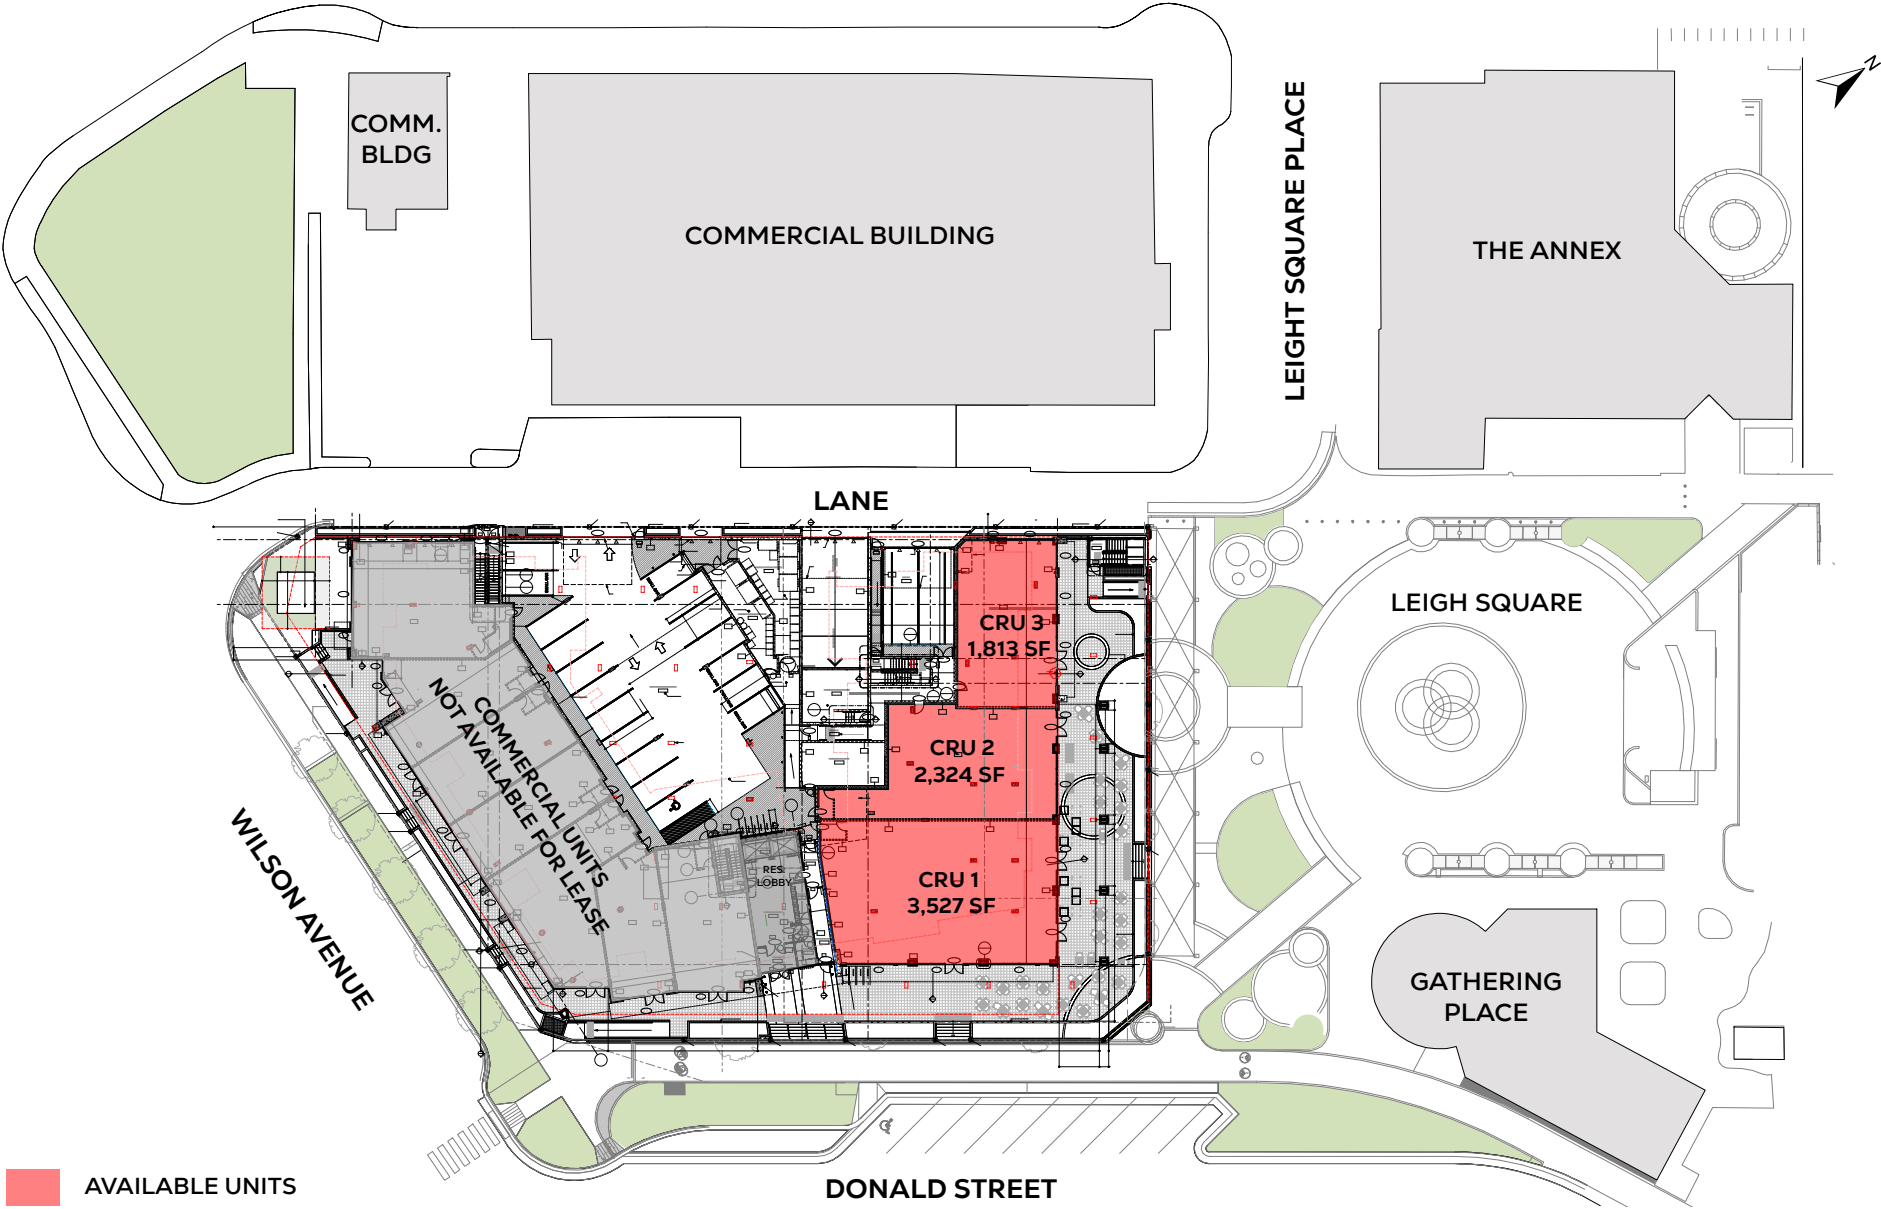 N
COMM.
BLDG
COMMERCIAL BUILDING
LEIGHT SQUARE PLACE
THE ANNEX
LANE
LEIGH SQUARE
CRU 3
1,813 SF
CRU 2
2,324 SF
CRU 1
3,527 SF
COMMERCIAL UNITS
NOT AVAILABLE FOR LEASE
RES.
LOBBY
WILSON AVENUE
GATHERING
PLACE
DONALD STREET
AVAILABLE UNITS